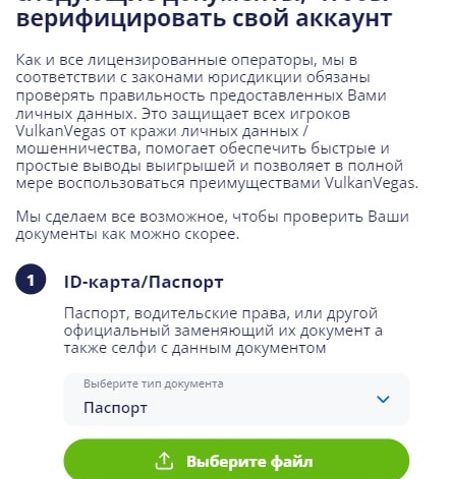 верифицировать свой аккаунт
Как и все лицензированные операторы, мы в
соответствии с законами юрисдикции обязаны
проверять правильность предоставленных Вами
личных данных. Это защищает всех игроков
VulkanVegas от кражи личных данных /
мошенничества, помогает обеспечить быстрые и
простые выводы выигрышей и позволяет в полной
мере воспользоваться преимуществами VulkanVegas.
Мы сделаем все возможное, чтобы проверить Ваши
документы как можно скорее.
1 ID-карта/Паспорт
Паспорт, водительские права, или другой
официальный заменяющий их документ а
также селфи с данным документом
Выберите тип документа
Паспорт
Выберите файл